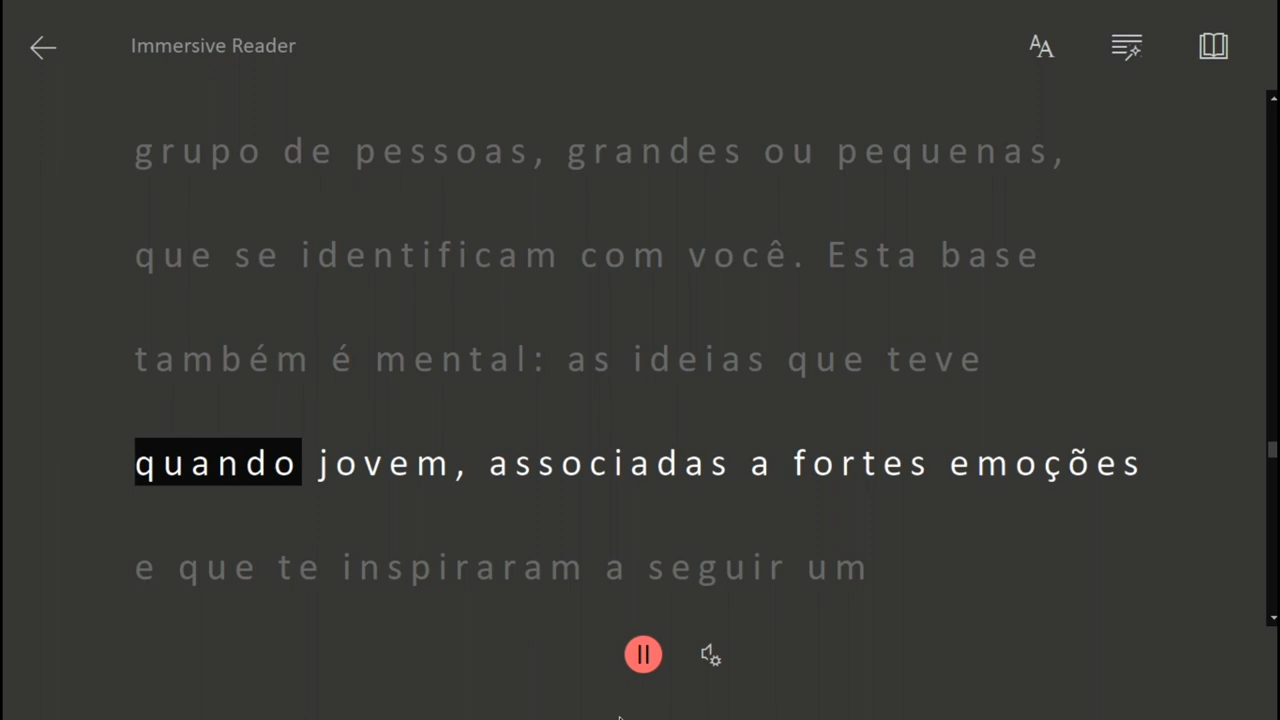 Immersive Reader
grupo de pessoas, grandes ou pequenas,
que se identificam com você. Esta base
também é mental: as ideias que teve
quando jovem, associadas a fortes emoções
e que te inspiraram a seguir um